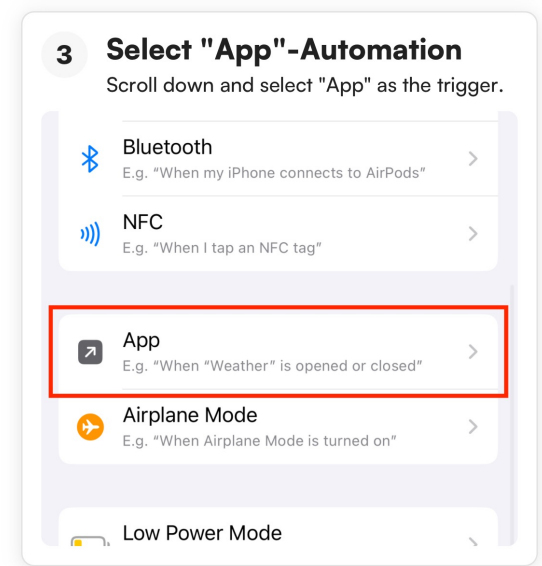 3 Select "App"-Automation
Scroll down and select "App" as the trigger.
Bluetooth
E.g. "When my iPhone connects to AirPods"
NFC
E.g. "When I tap an NFC tag"
App
E.g. "When "Weather" is opened or closed"
Airplane Mode
E.g. "When Airplane Mode is turned on"
Low Power Mode